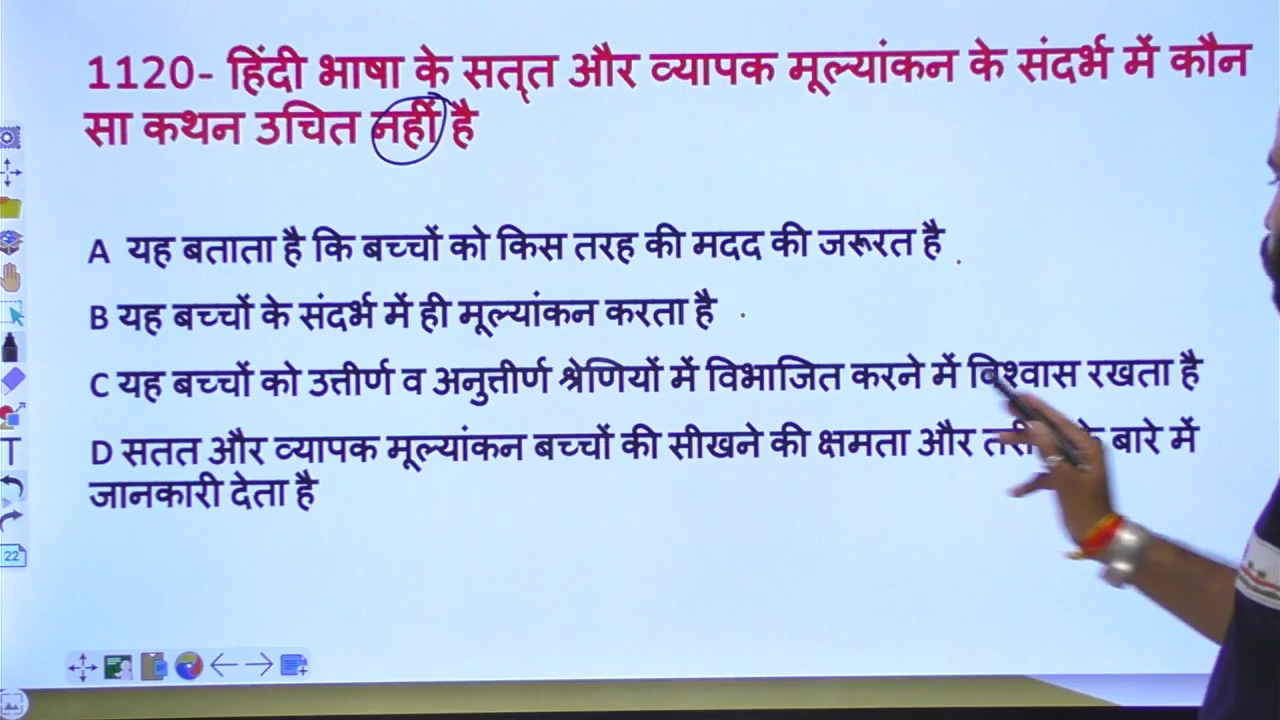 1120- हिंदी भाषा के सतत् और व्यापक मूल्यांकन के संदर्भ में कौन
सा कथन उचित नहीं है
A यह बताता है कि बच्चों को किस तरह की मदद की जरूरत है
B यह बच्चों के संदर्भ में ही मूल्यांकन करता है
C यह बच्चों को उत्तीर्ण व अनुत्तीर्ण श्रेणियों में विभाजित करने में विश्वास रखता है
D सतत और व्यापक मूल्यांकन बच्चों की सीखने की क्षमता और के बारे में
जानकारी देता है
22